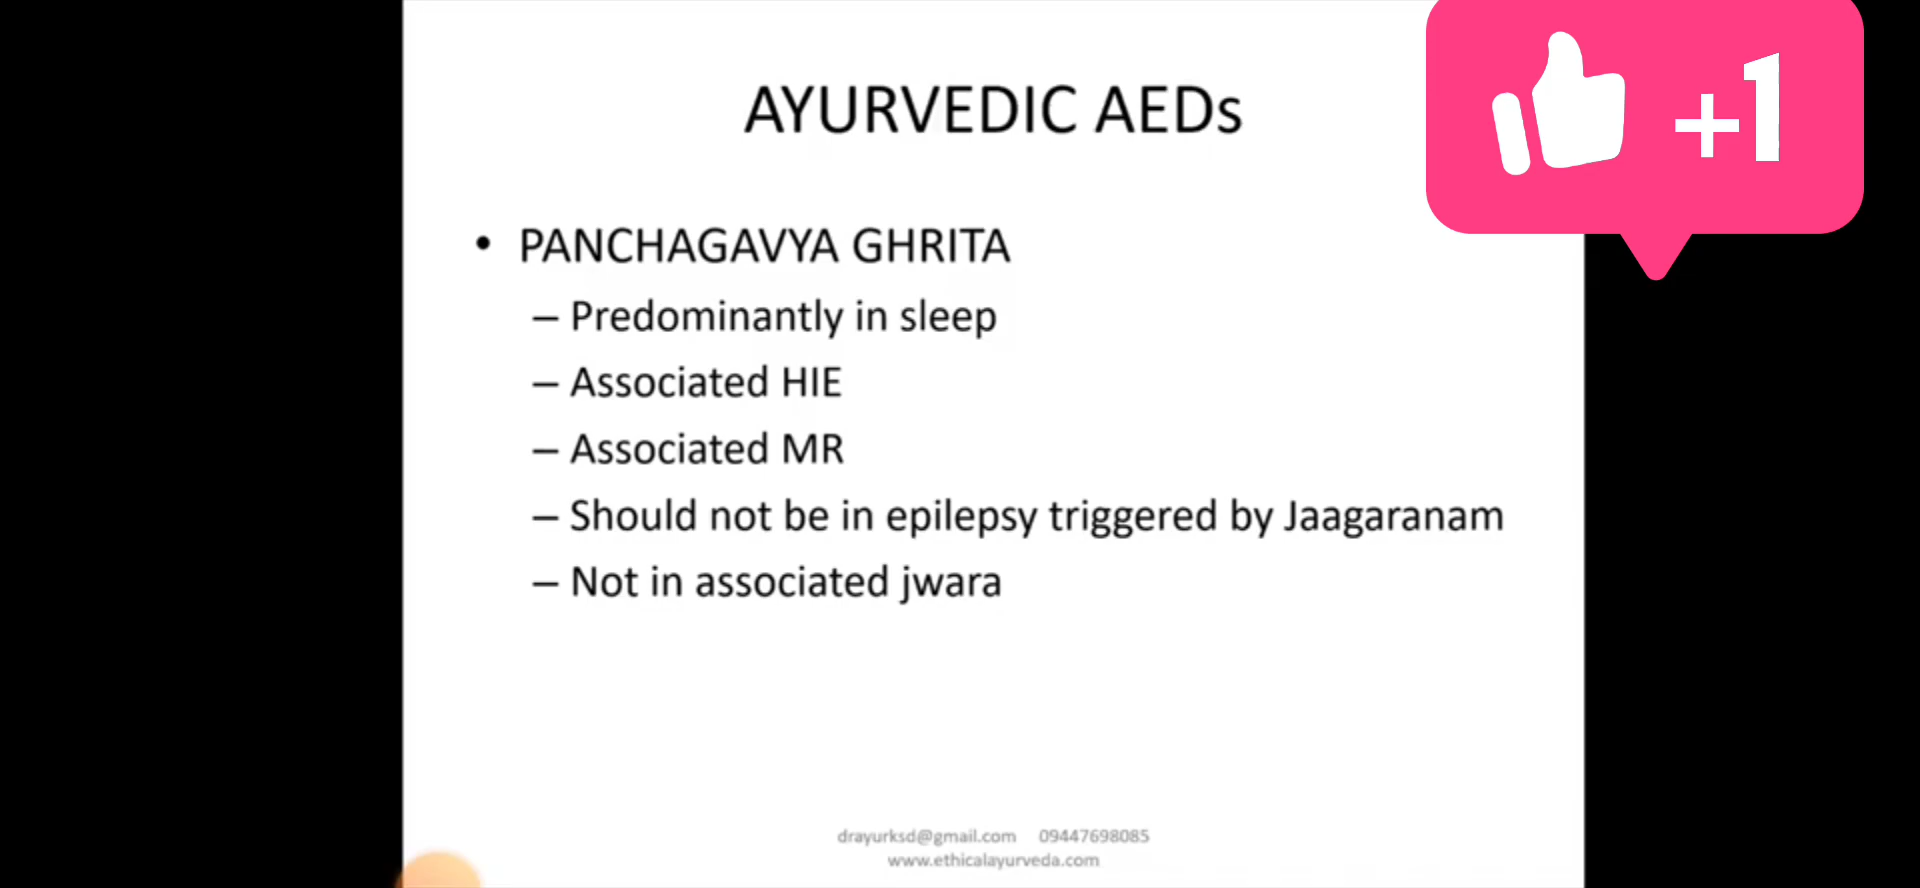 AYURVEDIC AEDs
+1
• PANCHAGAVYA GHRITA
– Predominantly in sleep
– Associated HIE
– Associated MR
– Should not be in epilepsy triggered by Jaagaranam
– Not in associated jwara
drayurksd@gmail.com 09447698085
www.ethicalayurveda.com